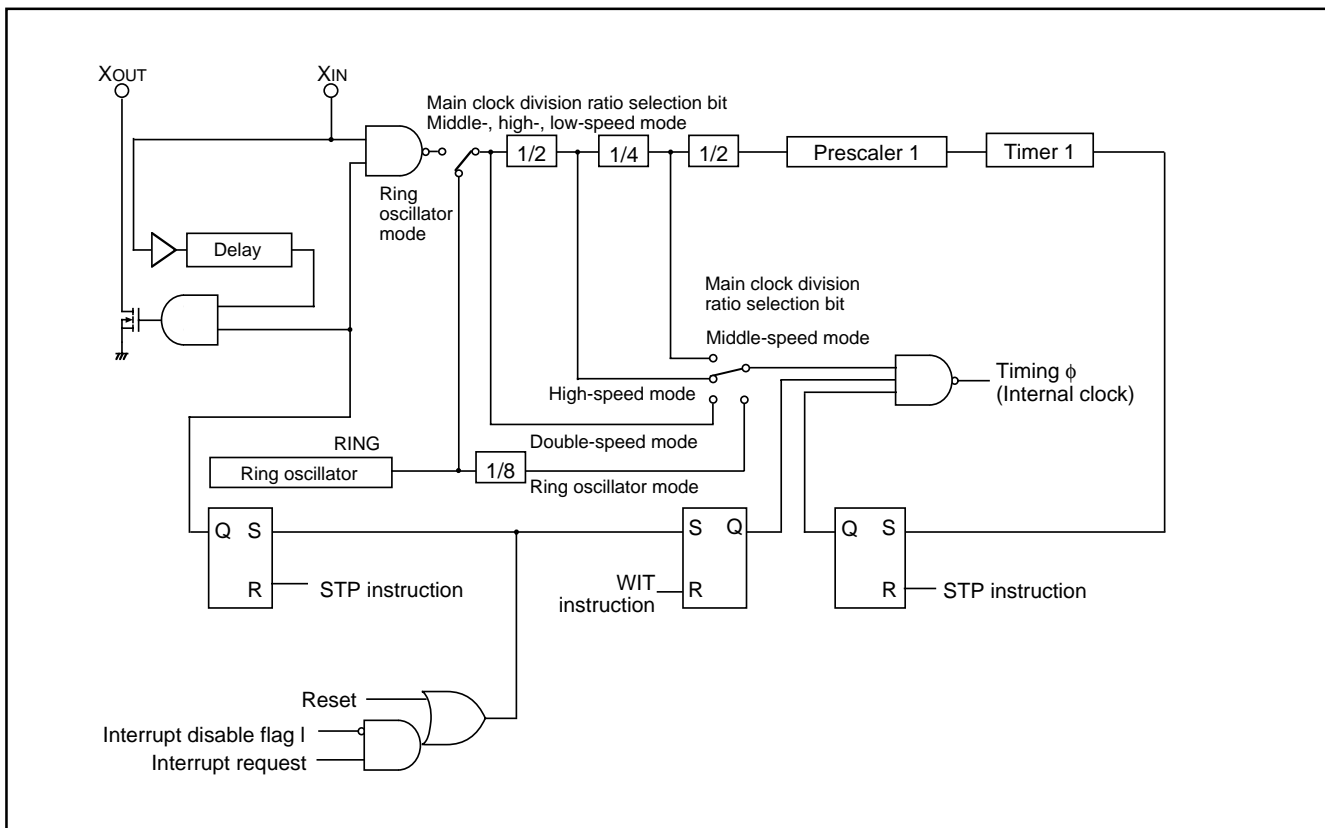 XOUT
XIN
Main clock division ratio selection bit
Middle-, high-, low-speed mode
1/2
1/4
1/2
Prescaler 1
Timer 1
Ring
oscillator
mode
Delay
Main clock division
ratio selection bit
Middle-speed mode
High-speed mode
Timing ϕ
(Internal clock)
Double-speed mode
RING
Ring oscillator
1/8
Ring oscillator mode
Q S
R
STP instruction
S Q
R
WIT
instruction
Q S
R
STP instruction
Reset
Interrupt disable flag I
Interrupt request